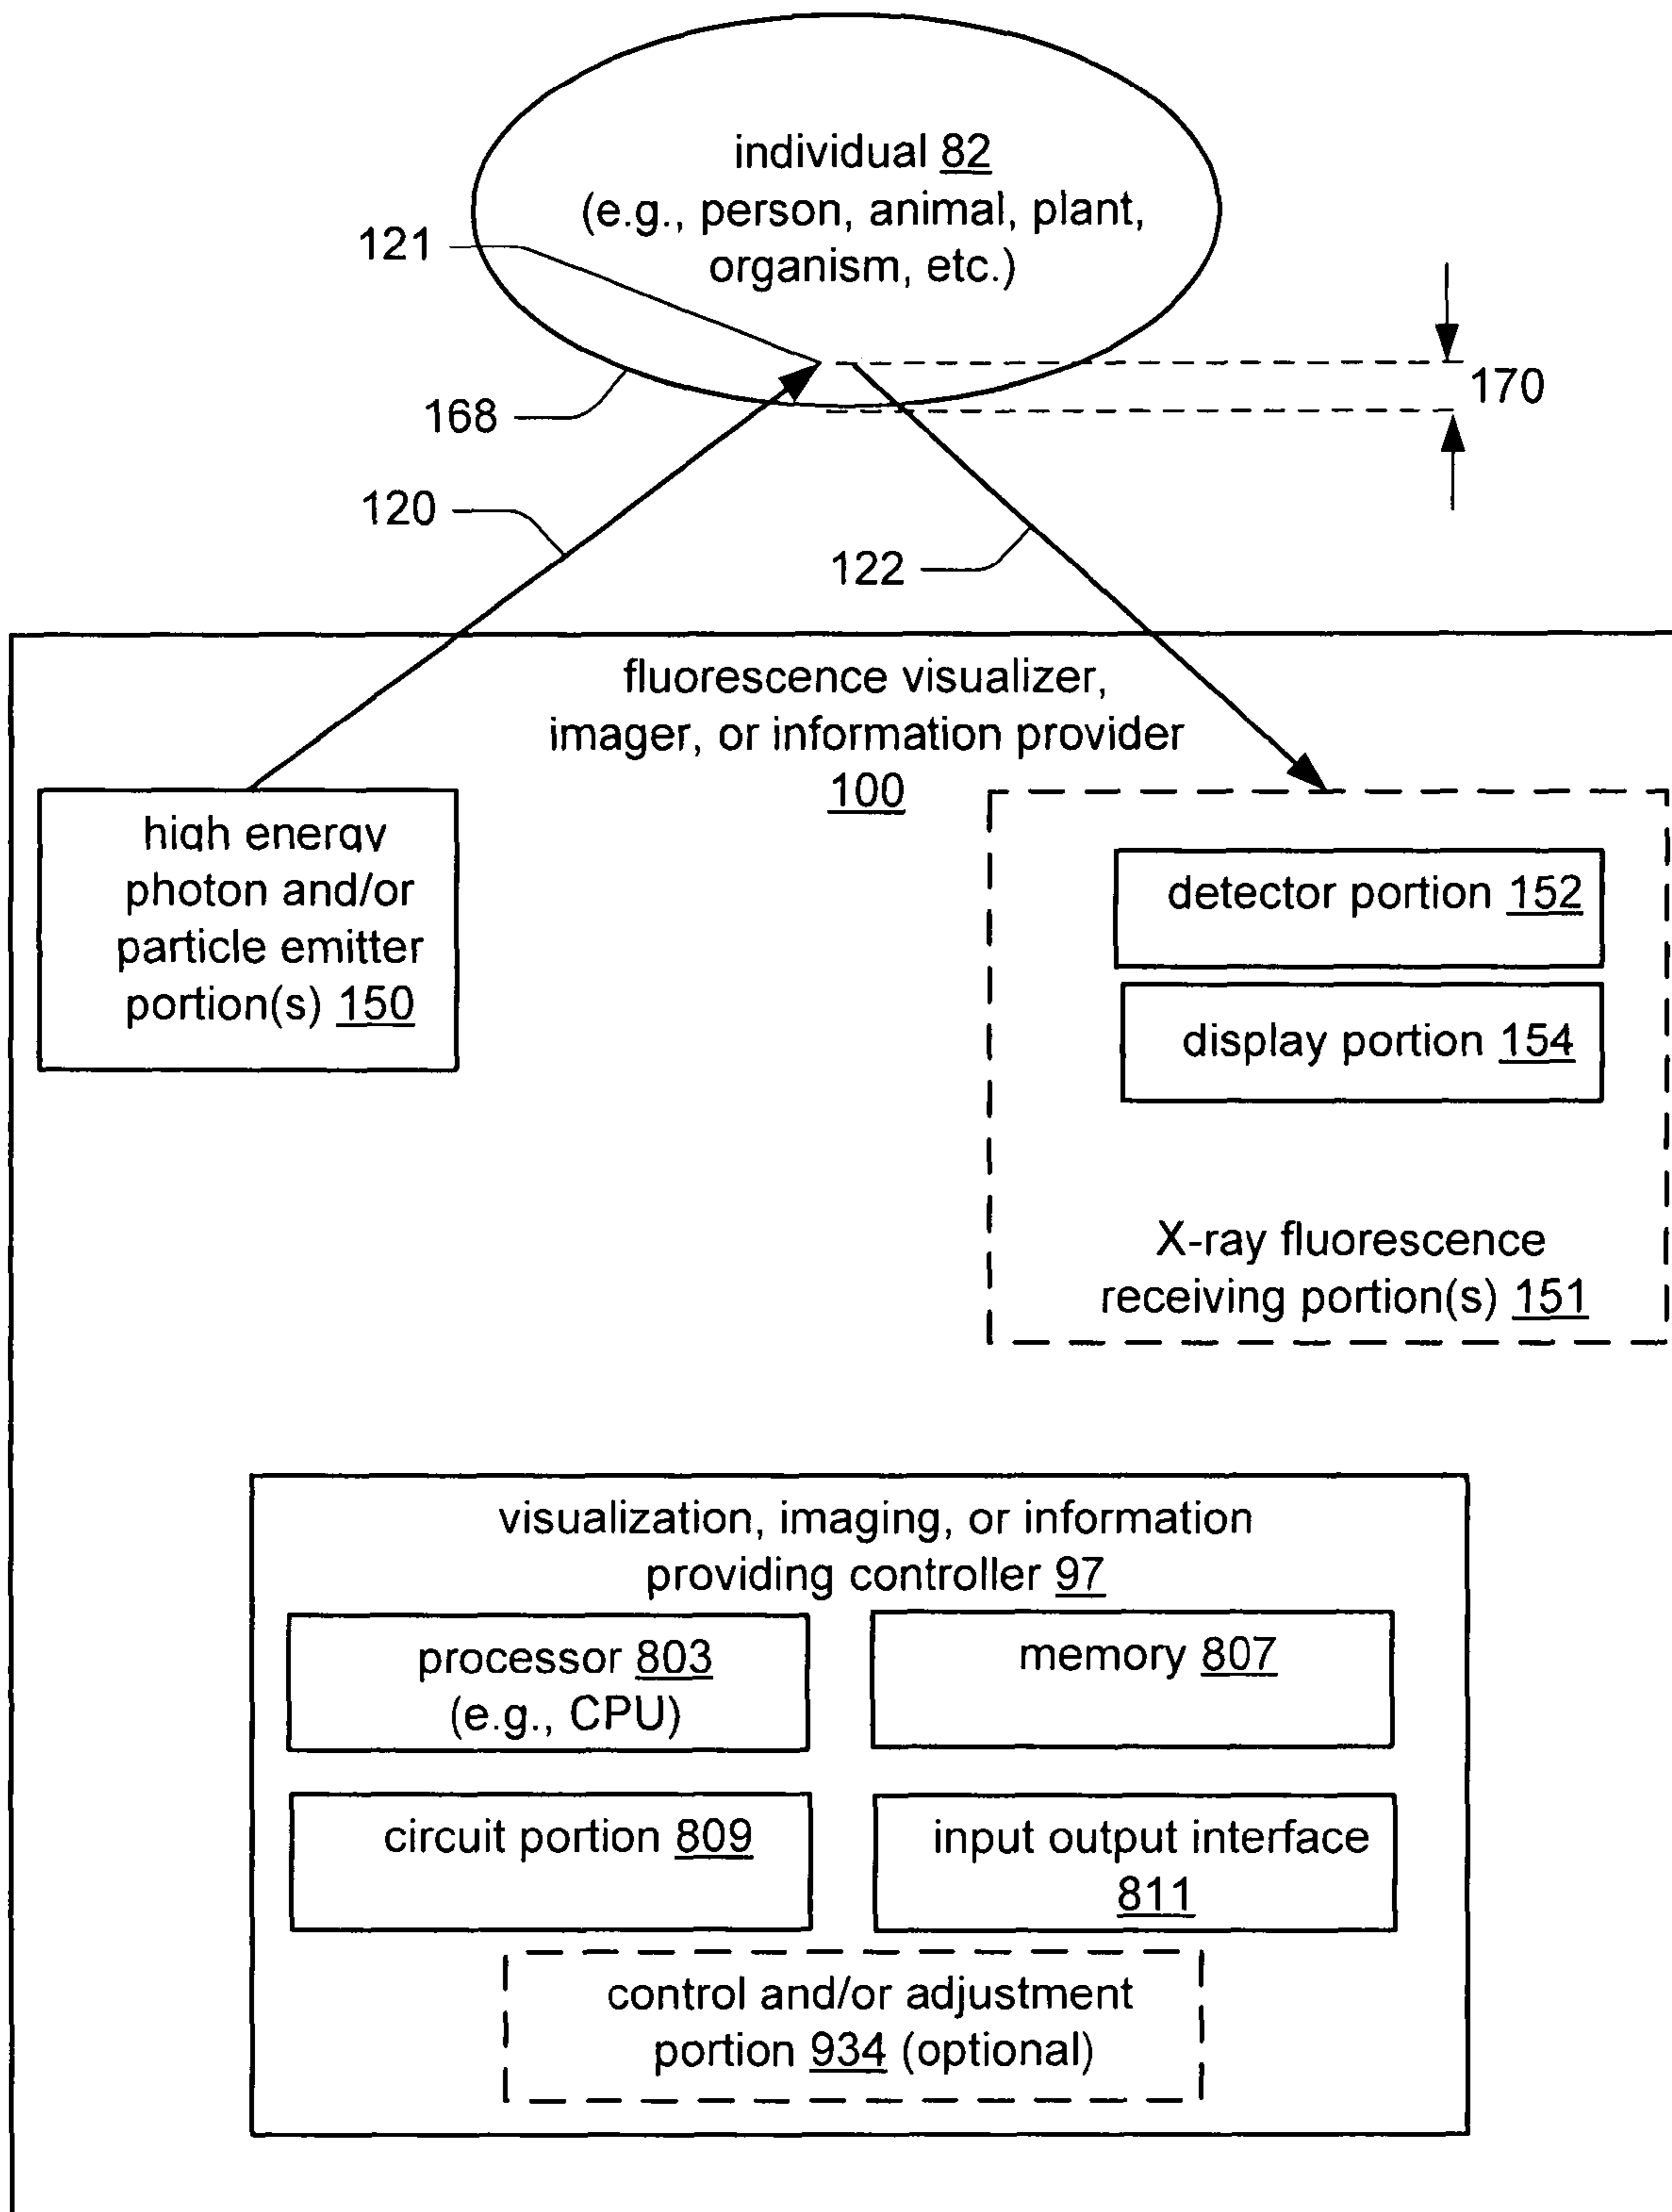 individual 82
(e.g., person, animal, plant,
organism, etc.)
121
168
170
120
122
fluorescence visualizer,
imager, or information provider
100
high energy
photon and/or
particle emitter
portion(s) 150
detector portion 152
display portion 154
X-ray fluorescence
receiving portion(s) 151
visualization, imaging, or information
providing controller 97
processor 803
(e.g., CPU)
memory 807
circuit portion 809
input output interface
811
control and/or adjustment
portion 934 (optional)